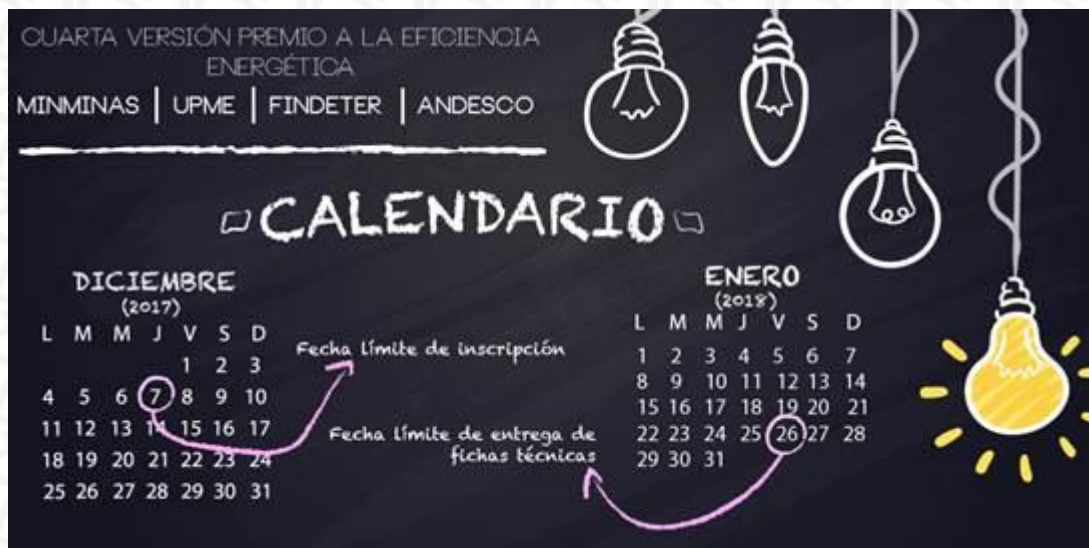 CUARTA VERSIÓN PREMIO A LA EFICIENCIA
ENERGÉTICA
MINMINAS | UPME | FINDETER | ANDESCO
CALENDARIO
DICIEMBRE
(2017)
L M M J V S D
1 2 3
4 5 6 7 8 9 10
11 12 13 14 15 16 17
18 19 20 21 22 23 24
25 26 27 28 29 30 31
Fecha límite de inscripción
Fecha límite de entrega de
fichas técnicas
ENERO
(2018)
L M M J V S D
1 2 3 4 5 6 7
8 9 10 11 12 13 14
15 16 17 18 19 20 21
22 23 24 25 26 27 28
29 30 31